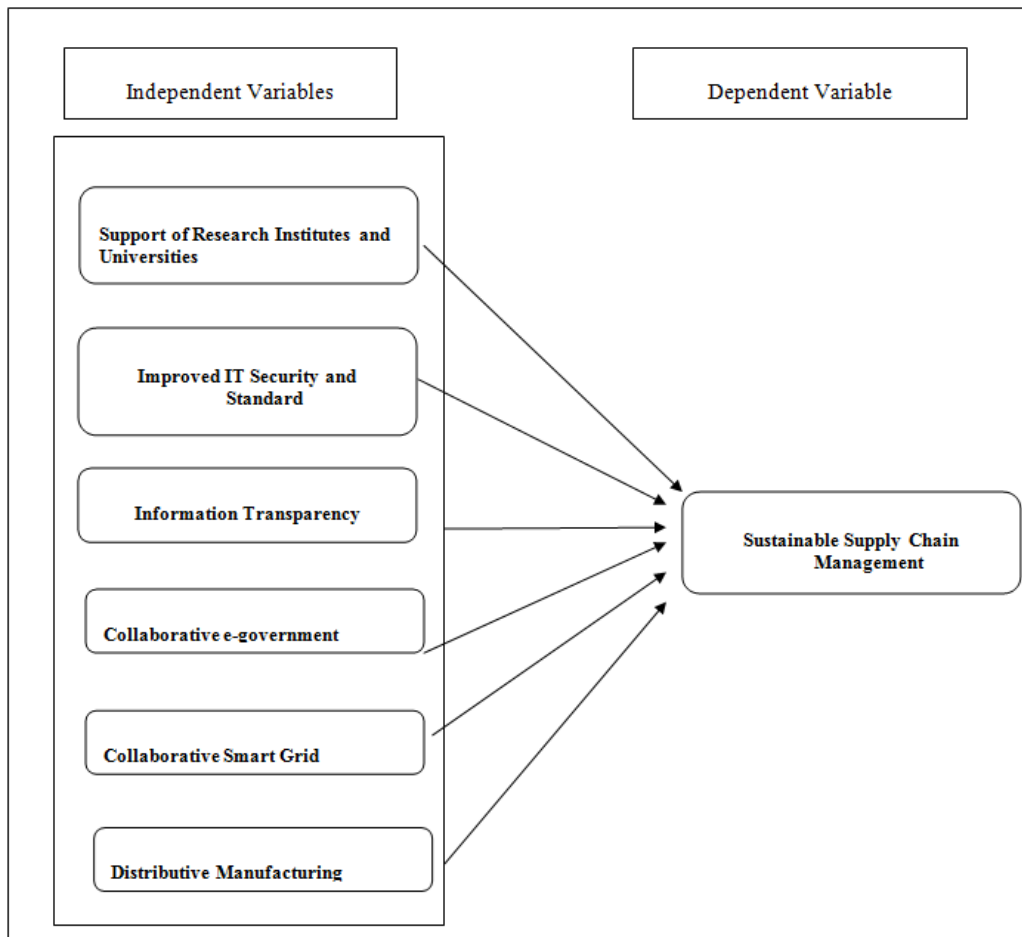 Independent Variables
Dependent Variable
Support of Research Institutes and
Universities
Improved IT Security and
Standard
Information Transparency
Sustainable Supply Chain
Management
Collaborative e-government
Collaborative Smart Grid
Distributive Manufacturing